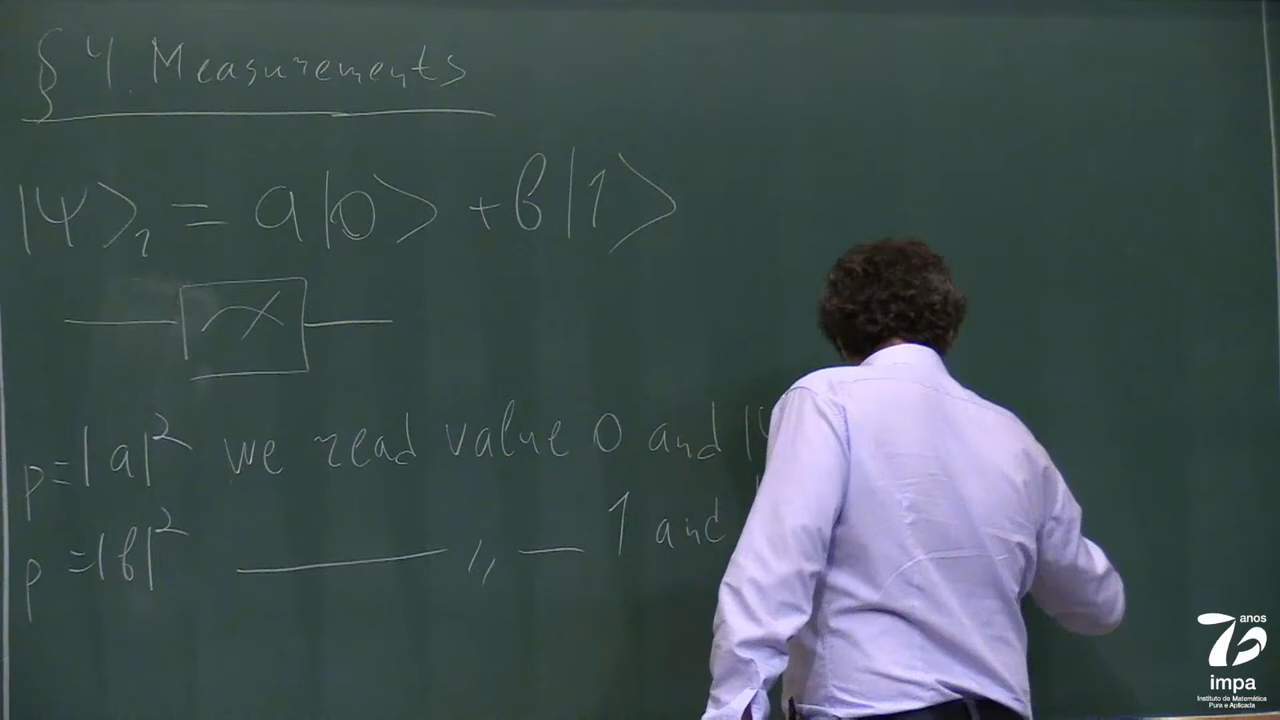 § 4. Measurements
|Ψ⟩₁ = a|0⟩ + b|1⟩
p=|a|² we read value 0 and |Ψ
p=|b|² ——— 〃 — 1 and
70 anos
impa
Instituto de Matemática
Pura e Aplicada